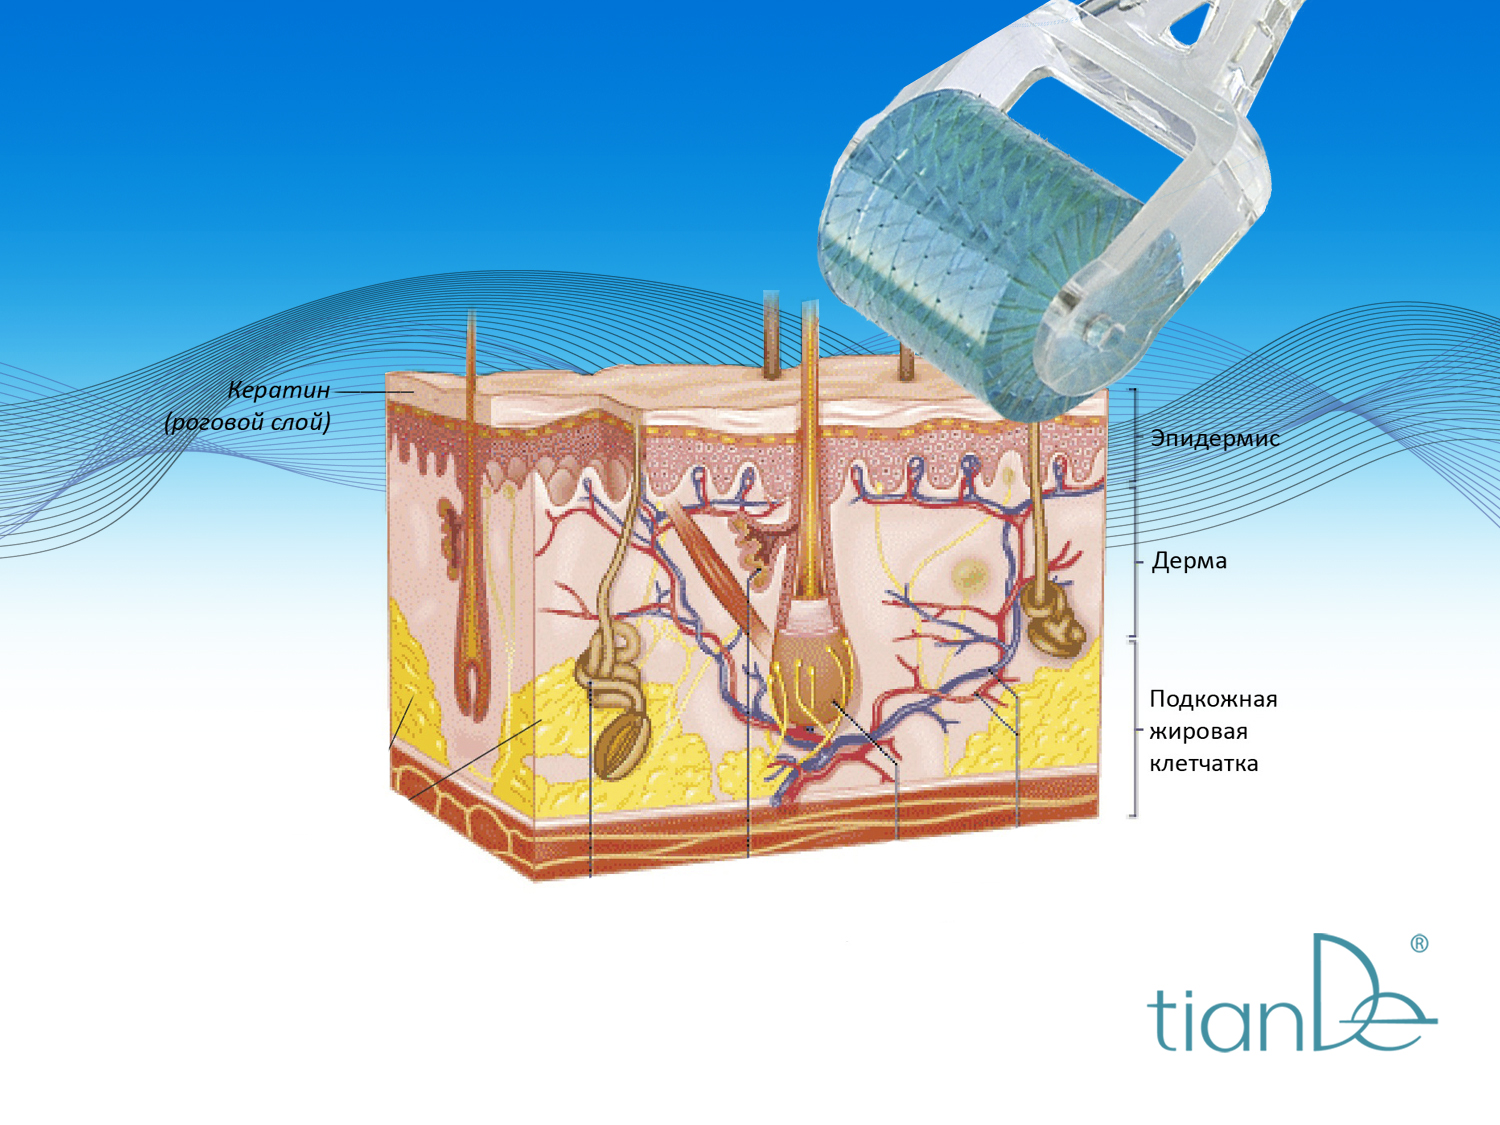 Кератин
(роговой слой)
Эпидермис
Дерма
Подкожная
жировая
клетчатка
tianDe®